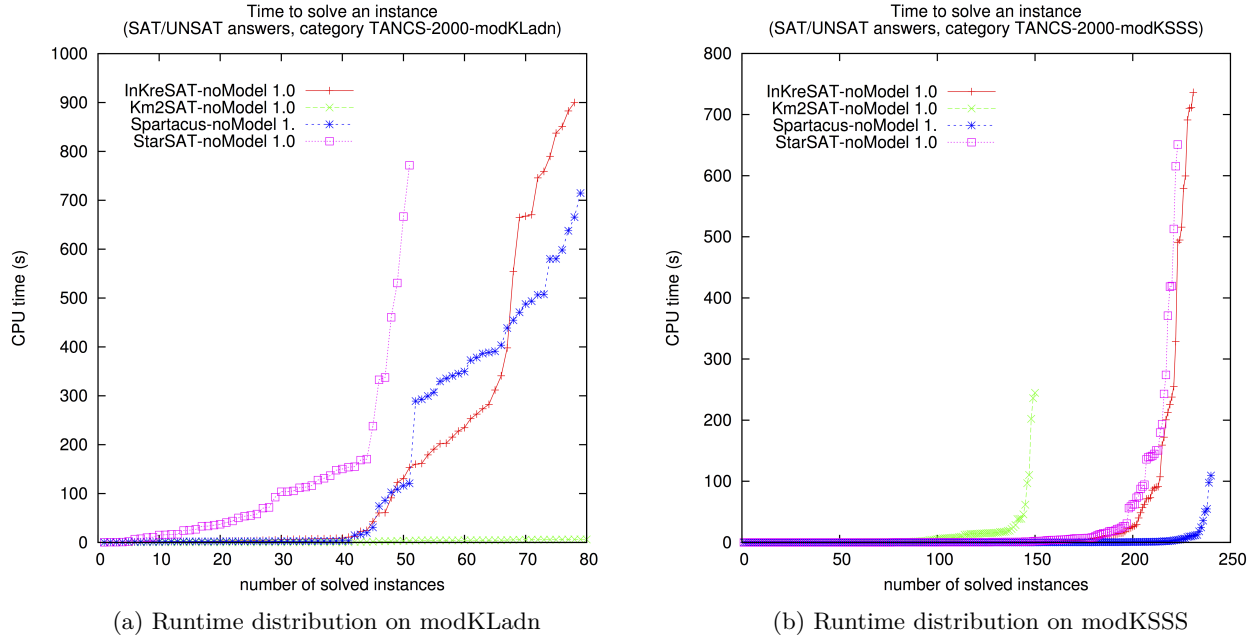 Time to solve an instance
(SAT/UNSAT answers, category TANCS-2000-modKLadn)
1000
900
800
700
600
500
400
300
200
100
0
CPU time (s)
InKreSAT-noModel 1.0
Km2SAT-noModel 1.0
Spartacus-noModel 1.
StarSAT-noModel 1.0
0 10 20 30 40 50 60 70 80
number of solved instances
(a) Runtime distribution on modKLadn
Time to solve an instance
(SAT/UNSAT answers, category TANCS-2000-modKSSS)
800
700
600
500
400
300
200
100
0
CPU time (s)
InKreSAT-noModel 1.0
Km2SAT-noModel 1.0
Spartacus-noModel 1.
StarSAT-noModel 1.0
0 50 100 150 200 250
number of solved instances
(b) Runtime distribution on modKSSS